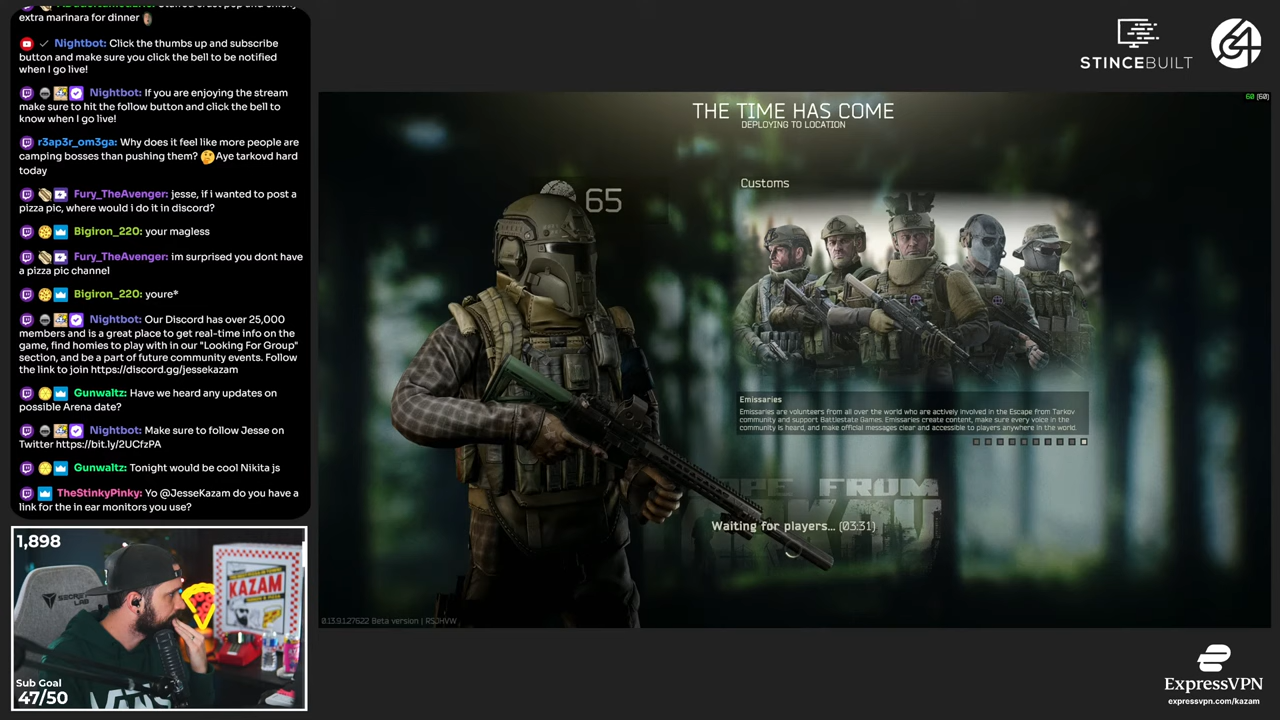 extra marinara for dinner
Nightbot: Click the thumbs up and subscribe
button and make sure you click the bell to be notified
when I go live!
Nightbot: If you are enjoying the stream
make sure to hit the follow button and click the bell to
know when I go live!
r3ap3r_om3ga: Why does it feel like more people are
camping bosses than pushing them? 🤔Aye tarkovd hard
today
Fury_TheAvenger: jesse, if i wanted to post a
pizza pic, where would i do it in discord?
Bigiron_220: your magless
Fury_TheAvenger: im surprised you dont have
a pizza pic channel
Bigiron_220: youre*
Nightbot: Our Discord has over 25,000
members and is a great place to get real-time info on the
game, find homies to play with in our "Looking For Group"
section, and be a part of future community events. Follow
the link to join https://discord.gg/jessekazam
Gunwaltz: Have we heard any updates on
possible Arena date?
Nightbot: Make sure to follow Jesse on
Twitter https://bit.ly/2UCfzPA
Gunwaltz: Tonight would be cool Nikita js
TheStinkyPinky: Yo @JesseKazam do you have a
link for the in ear monitors you use?
1,898
SECRETLAB
KAZAM
VANS
Sub Goal
47/50
STINCEBUILT
G4
60 (60)
THE TIME HAS COME
DEPLOYING TO LOCATION
65
Customs
Emissaries
Emissaries are volunteers from all over the world who are actively involved in the Escape from Tarkov
community and support Battlestate Games. Emissaries create content, make sure every voice in the
community is heard, and make official messages clear and accessible to players anywhere in the world.
Waiting for players... (03:31)
0.13.9.1.27622 Beta version | RSJHVW
ExpressVPN
expressvpn.com/kazam